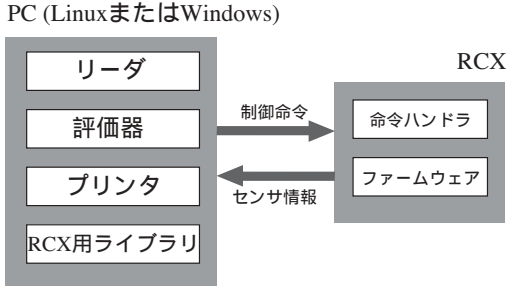 PC (LinuxまたはWindows)
リーダ
評価器
プリンタ
RCX用ライブラリ
制御命令
センサ情報
RCX
命令ハンドラ
ファームウェア